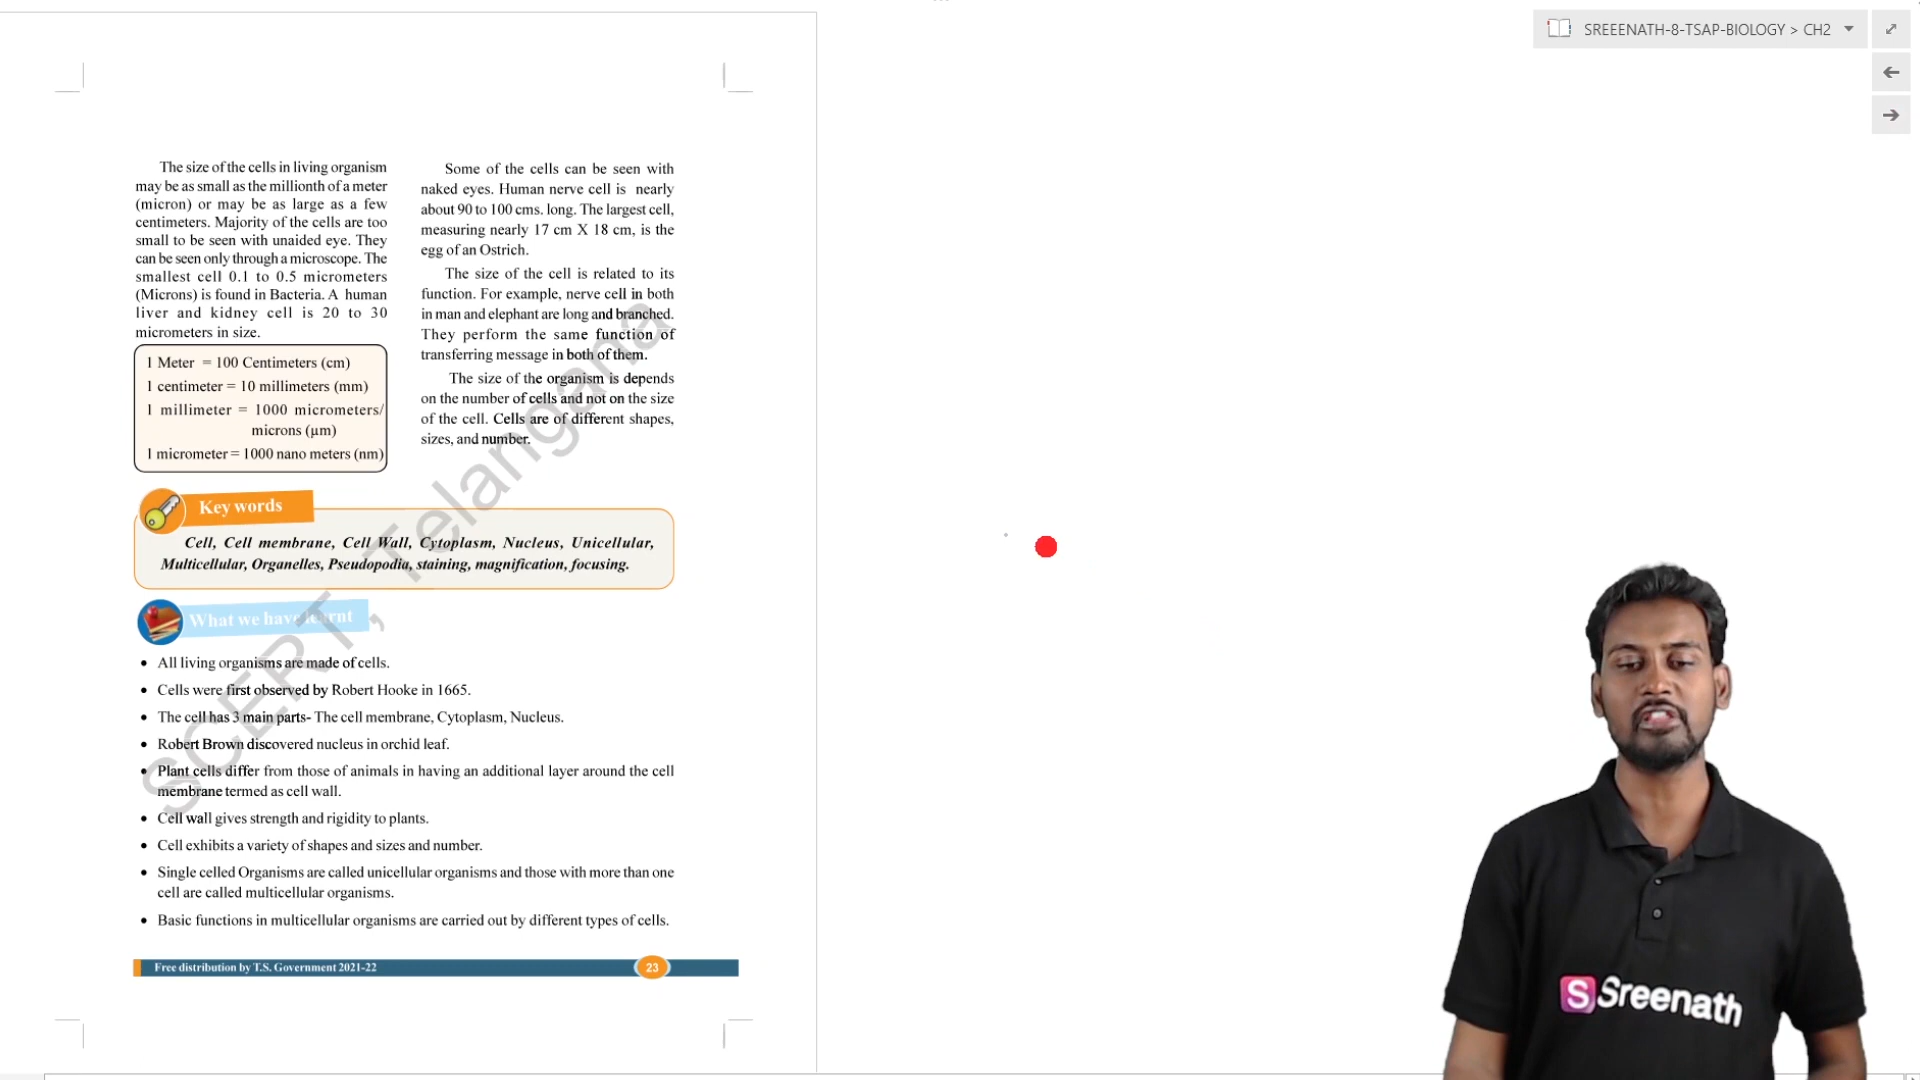 SREEENATH-8-TSAP-BIOLOGY > CH2
The size of the cells in living organism
may be as small as the millionth of a meter
(micron) or may be as large as a few
centimeters. Majority of the cells are too
small to be seen with unaided eye. They
can be seen only through a microscope. The
smallest cell 0.1 to 0.5 micrometers
(Microns) is found in Bacteria. A human
liver and kidney cell is 20 to 30
micrometers in size.
1 Meter = 100 Centimeters (cm)
1 centimeter = 10 millimeters (mm)
1 millimeter = 1000 micrometers/
microns (µm)
1 micrometer = 1000 nano meters (nm)
Some of the cells can be seen with
naked eyes. Human nerve cell is nearly
about 90 to 100 cms. long. The largest cell,
measuring nearly 17 cm X 18 cm, is the
egg of an Ostrich.
The size of the cell is related to its
function. For example, nerve cell in both
in man and elephant are long and branched.
They perform the same function of
transferring message in both of them.
The size of the organism is depends
on the number of cells and not on the size
of the cell. Cells are of different shapes,
sizes, and number.
Key words
Cell, Cell membrane, Cell Wall, Cytoplasm, Nucleus, Unicellular,
Multicellular, Organelles, Pseudopodia, staining, magnification, focusing.
What we have learnt
• All living organisms are made of cells.
• Cells were first observed by Robert Hooke in 1665.
• The cell has 3 main parts- The cell membrane, Cytoplasm, Nucleus.
• Robert Brown discovered nucleus in orchid leaf.
• Plant cells differ from those of animals in having an additional layer around the cell
membrane termed as cell wall.
• Cell wall gives strength and rigidity to plants.
• Cell exhibits a variety of shapes and sizes and number.
• Single celled Organisms are called unicellular organisms and those with more than one
cell are called multicellular organisms.
• Basic functions in multicellular organisms are carried out by different types of cells.
Free distribution by T.S. Government 2021-22
23
SCERT, Telangana
S Sreenath